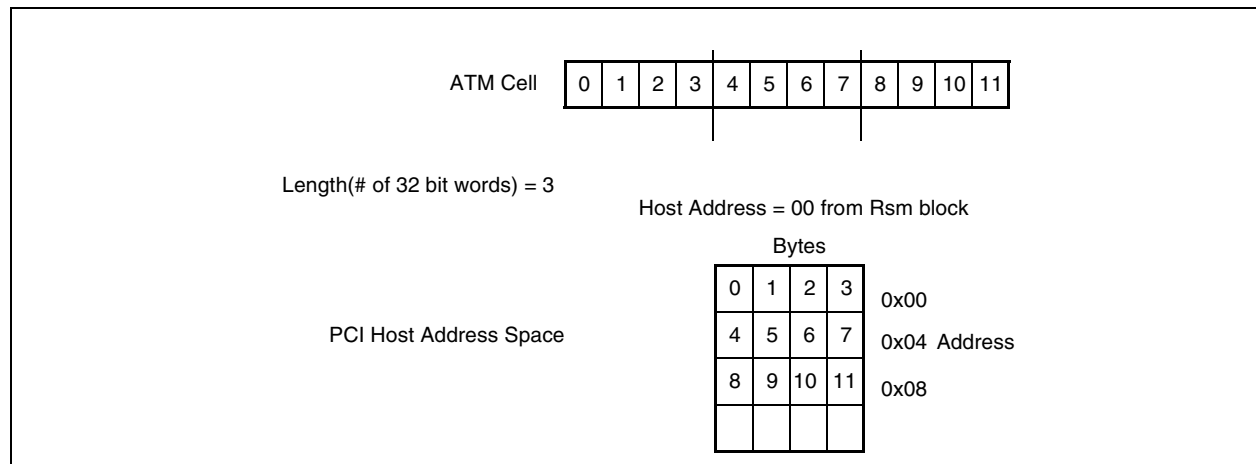 ATM Cell 0 1 2 3 4 5 6 7 8 9 10 11
Length(# of 32 bit words) = 3
Host Address = 00 from Rsm block
Bytes
0 1 2 3 0x00
PCI Host Address Space 4 5 6 7 0x04 Address
8 9 10 11 0x08